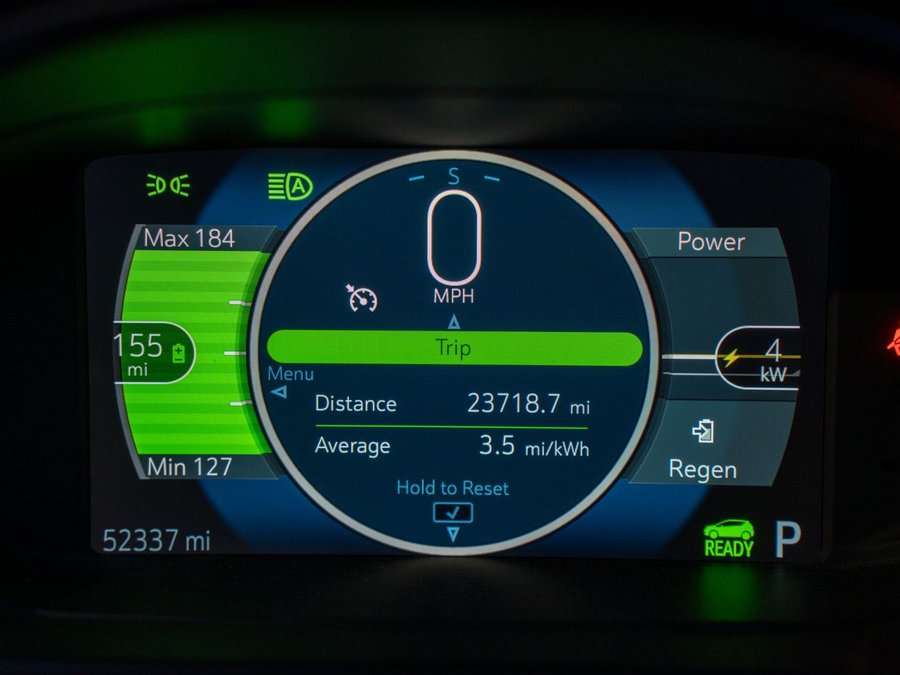 S
A
Max 184
0
Power
MPH
155
mi
Trip
4
kW
Menu
Distance 23718.7 mi
Average 3.5 mi/kWh
Min 127
Regen
Hold to Reset
52337 mi
READY
P